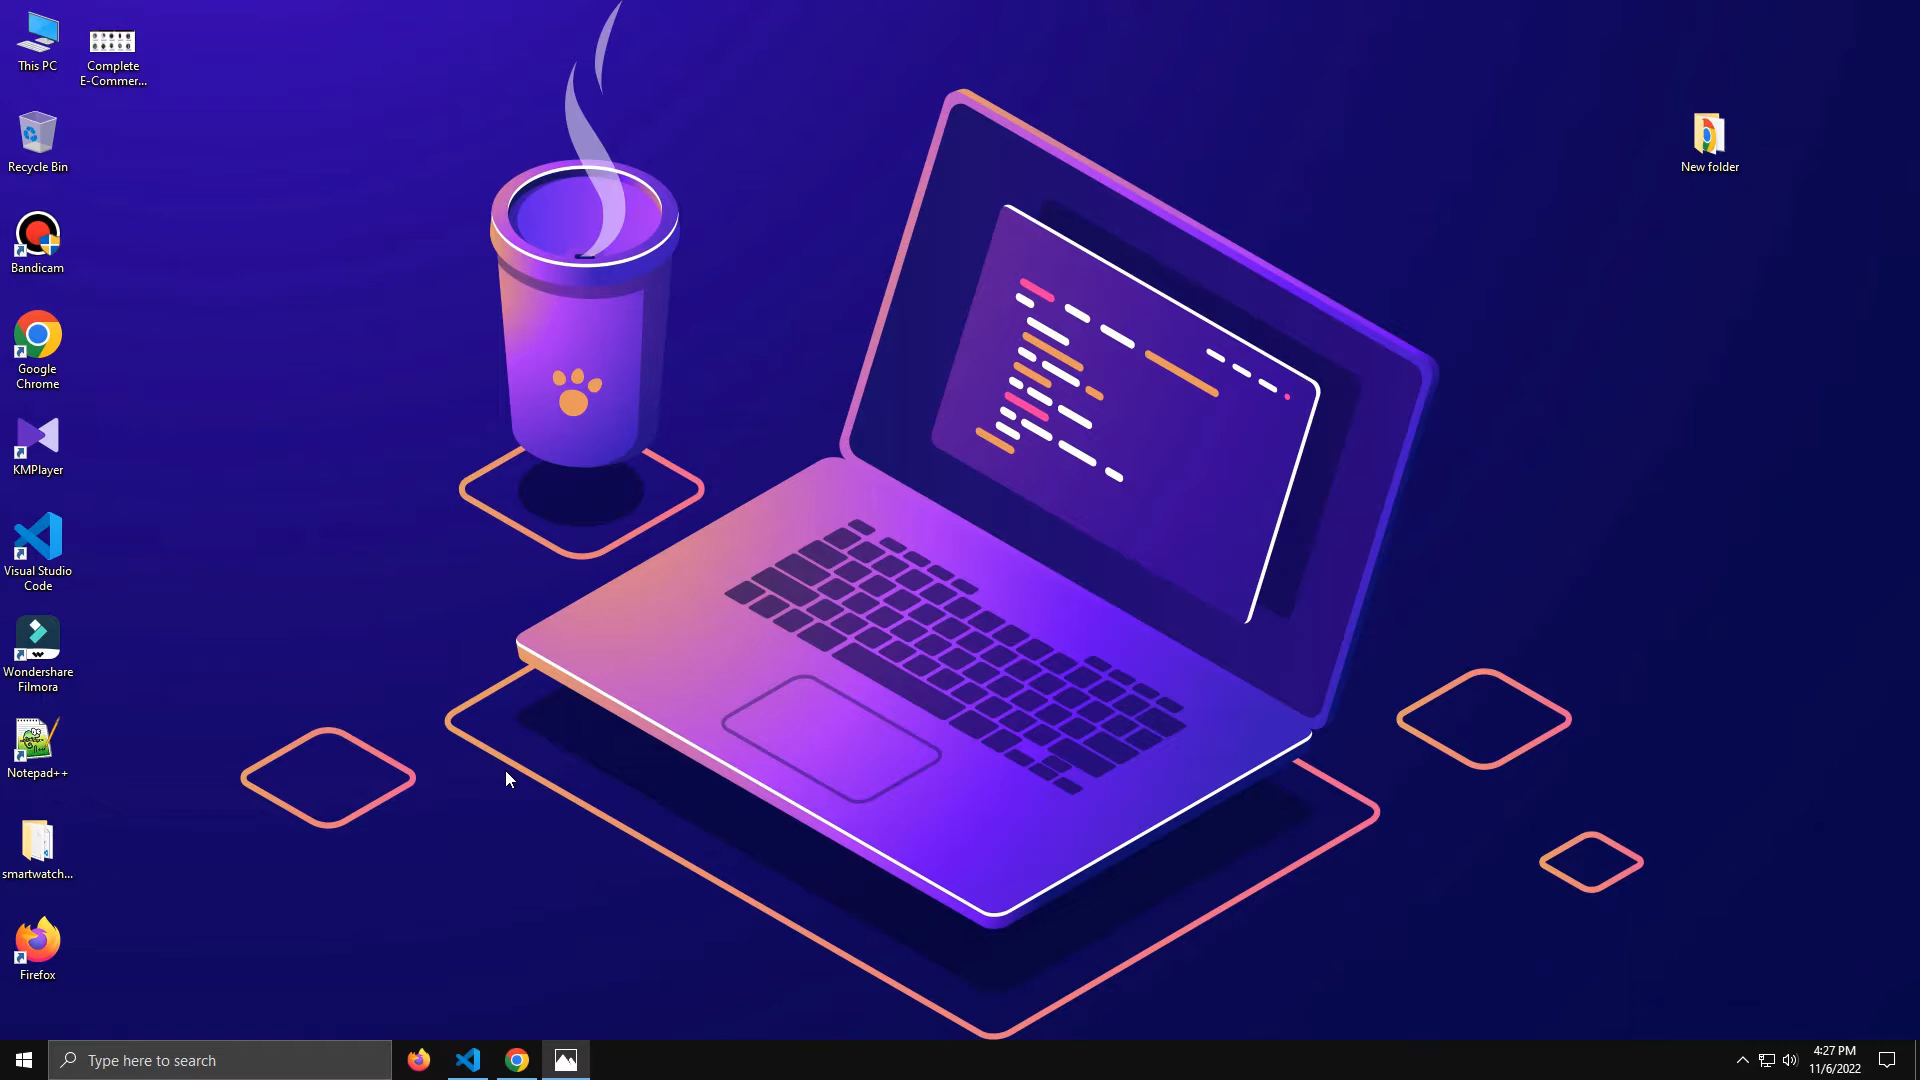 This PC
Complete
E-Commer...
Recycle Bin
New folder
Bandicam
Google
Chrome
KMPlayer
Visual Studio
Code
Wondershare
Filmora
Notepad++
smartwatch...
Firefox
Type here to search
4:27 PM
11/6/2022